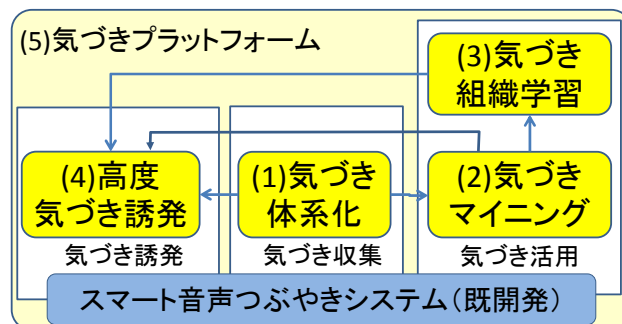 (5)気づきプラットフォーム
(3)気づき
組織学習
(4)高度
気づき誘発
(1)気づき
体系化
(2)気づき
マイニング
気づき誘発
気づき収集
気づき活用
スマート音声つぶやきシステム(既開発)